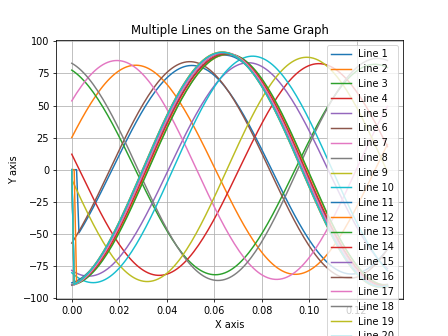 Multiple Lines on the Same Graph
100
75
50
25
0
-25
-50
-75
-100
Y axis
0.00
0.02
0.04
0.06
0.08
0.10
X axis
Line 1
Line 2
Line 3
Line 4
Line 5
Line 6
Line 7
Line 8
Line 9
Line 10
Line 11
Line 12
Line 13
Line 14
Line 15
Line 16
Line 17
Line 18
Line 19
Line 20